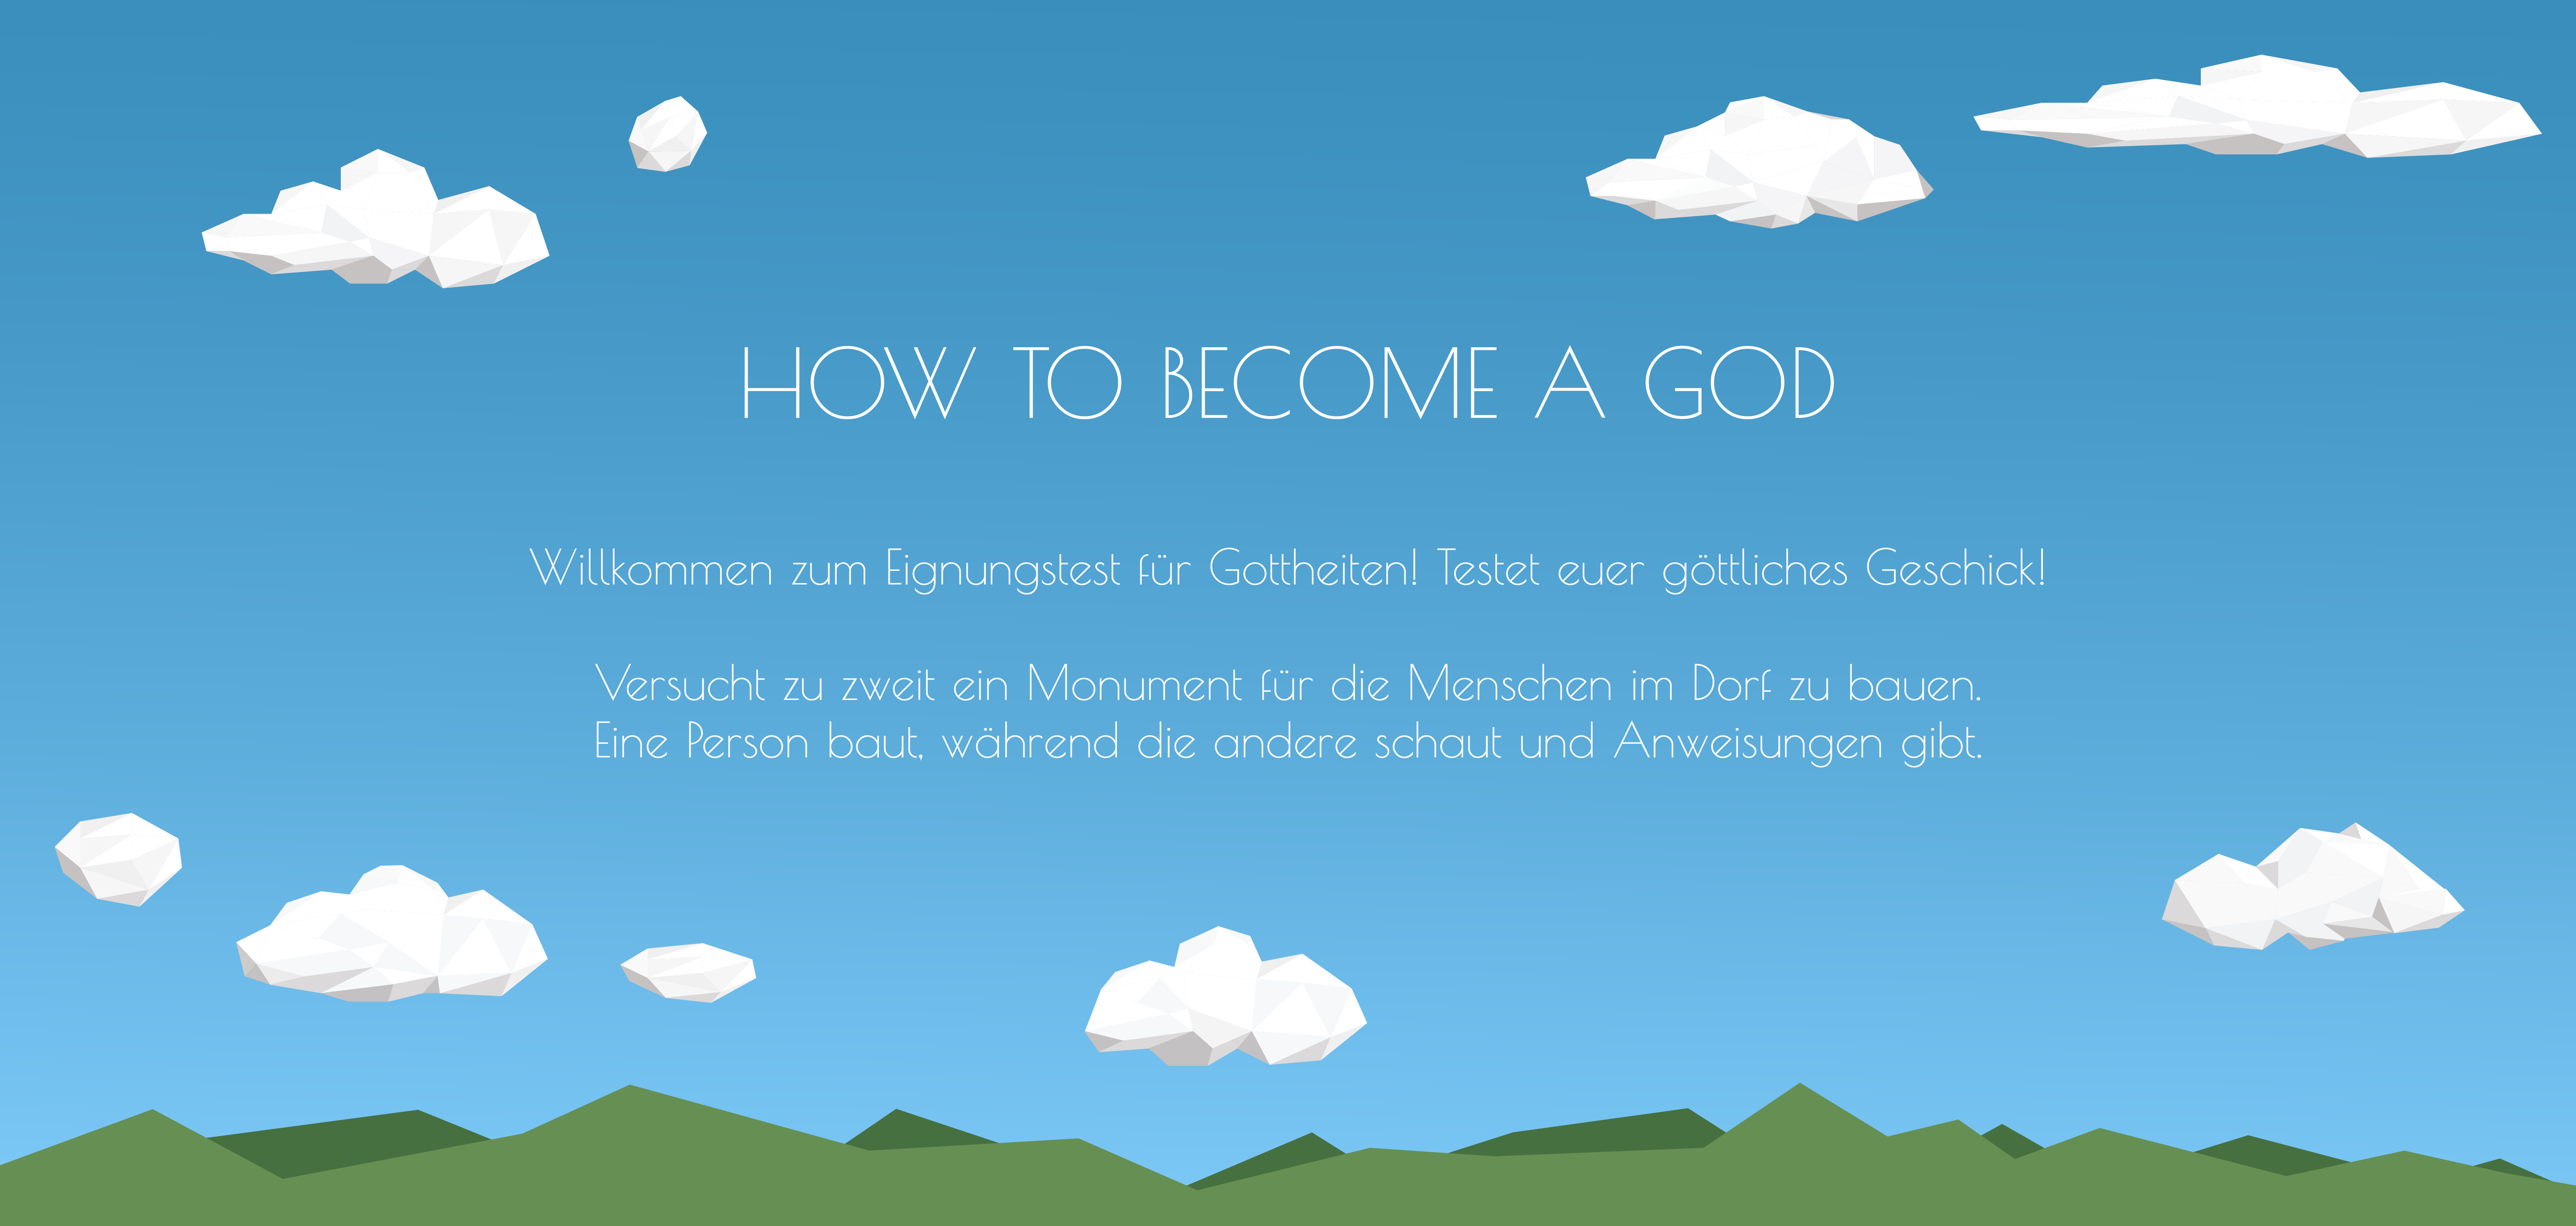 HOW TO BECOME A GOD
Willkommen zum Eignungstest für Gottheiten! Testet euer göttliches Geschick!
Versucht zu zweit ein Monument für die Menschen im Dorf zu bauen.
Eine Person baut, während die andere schaut und Anweisungen gibt.